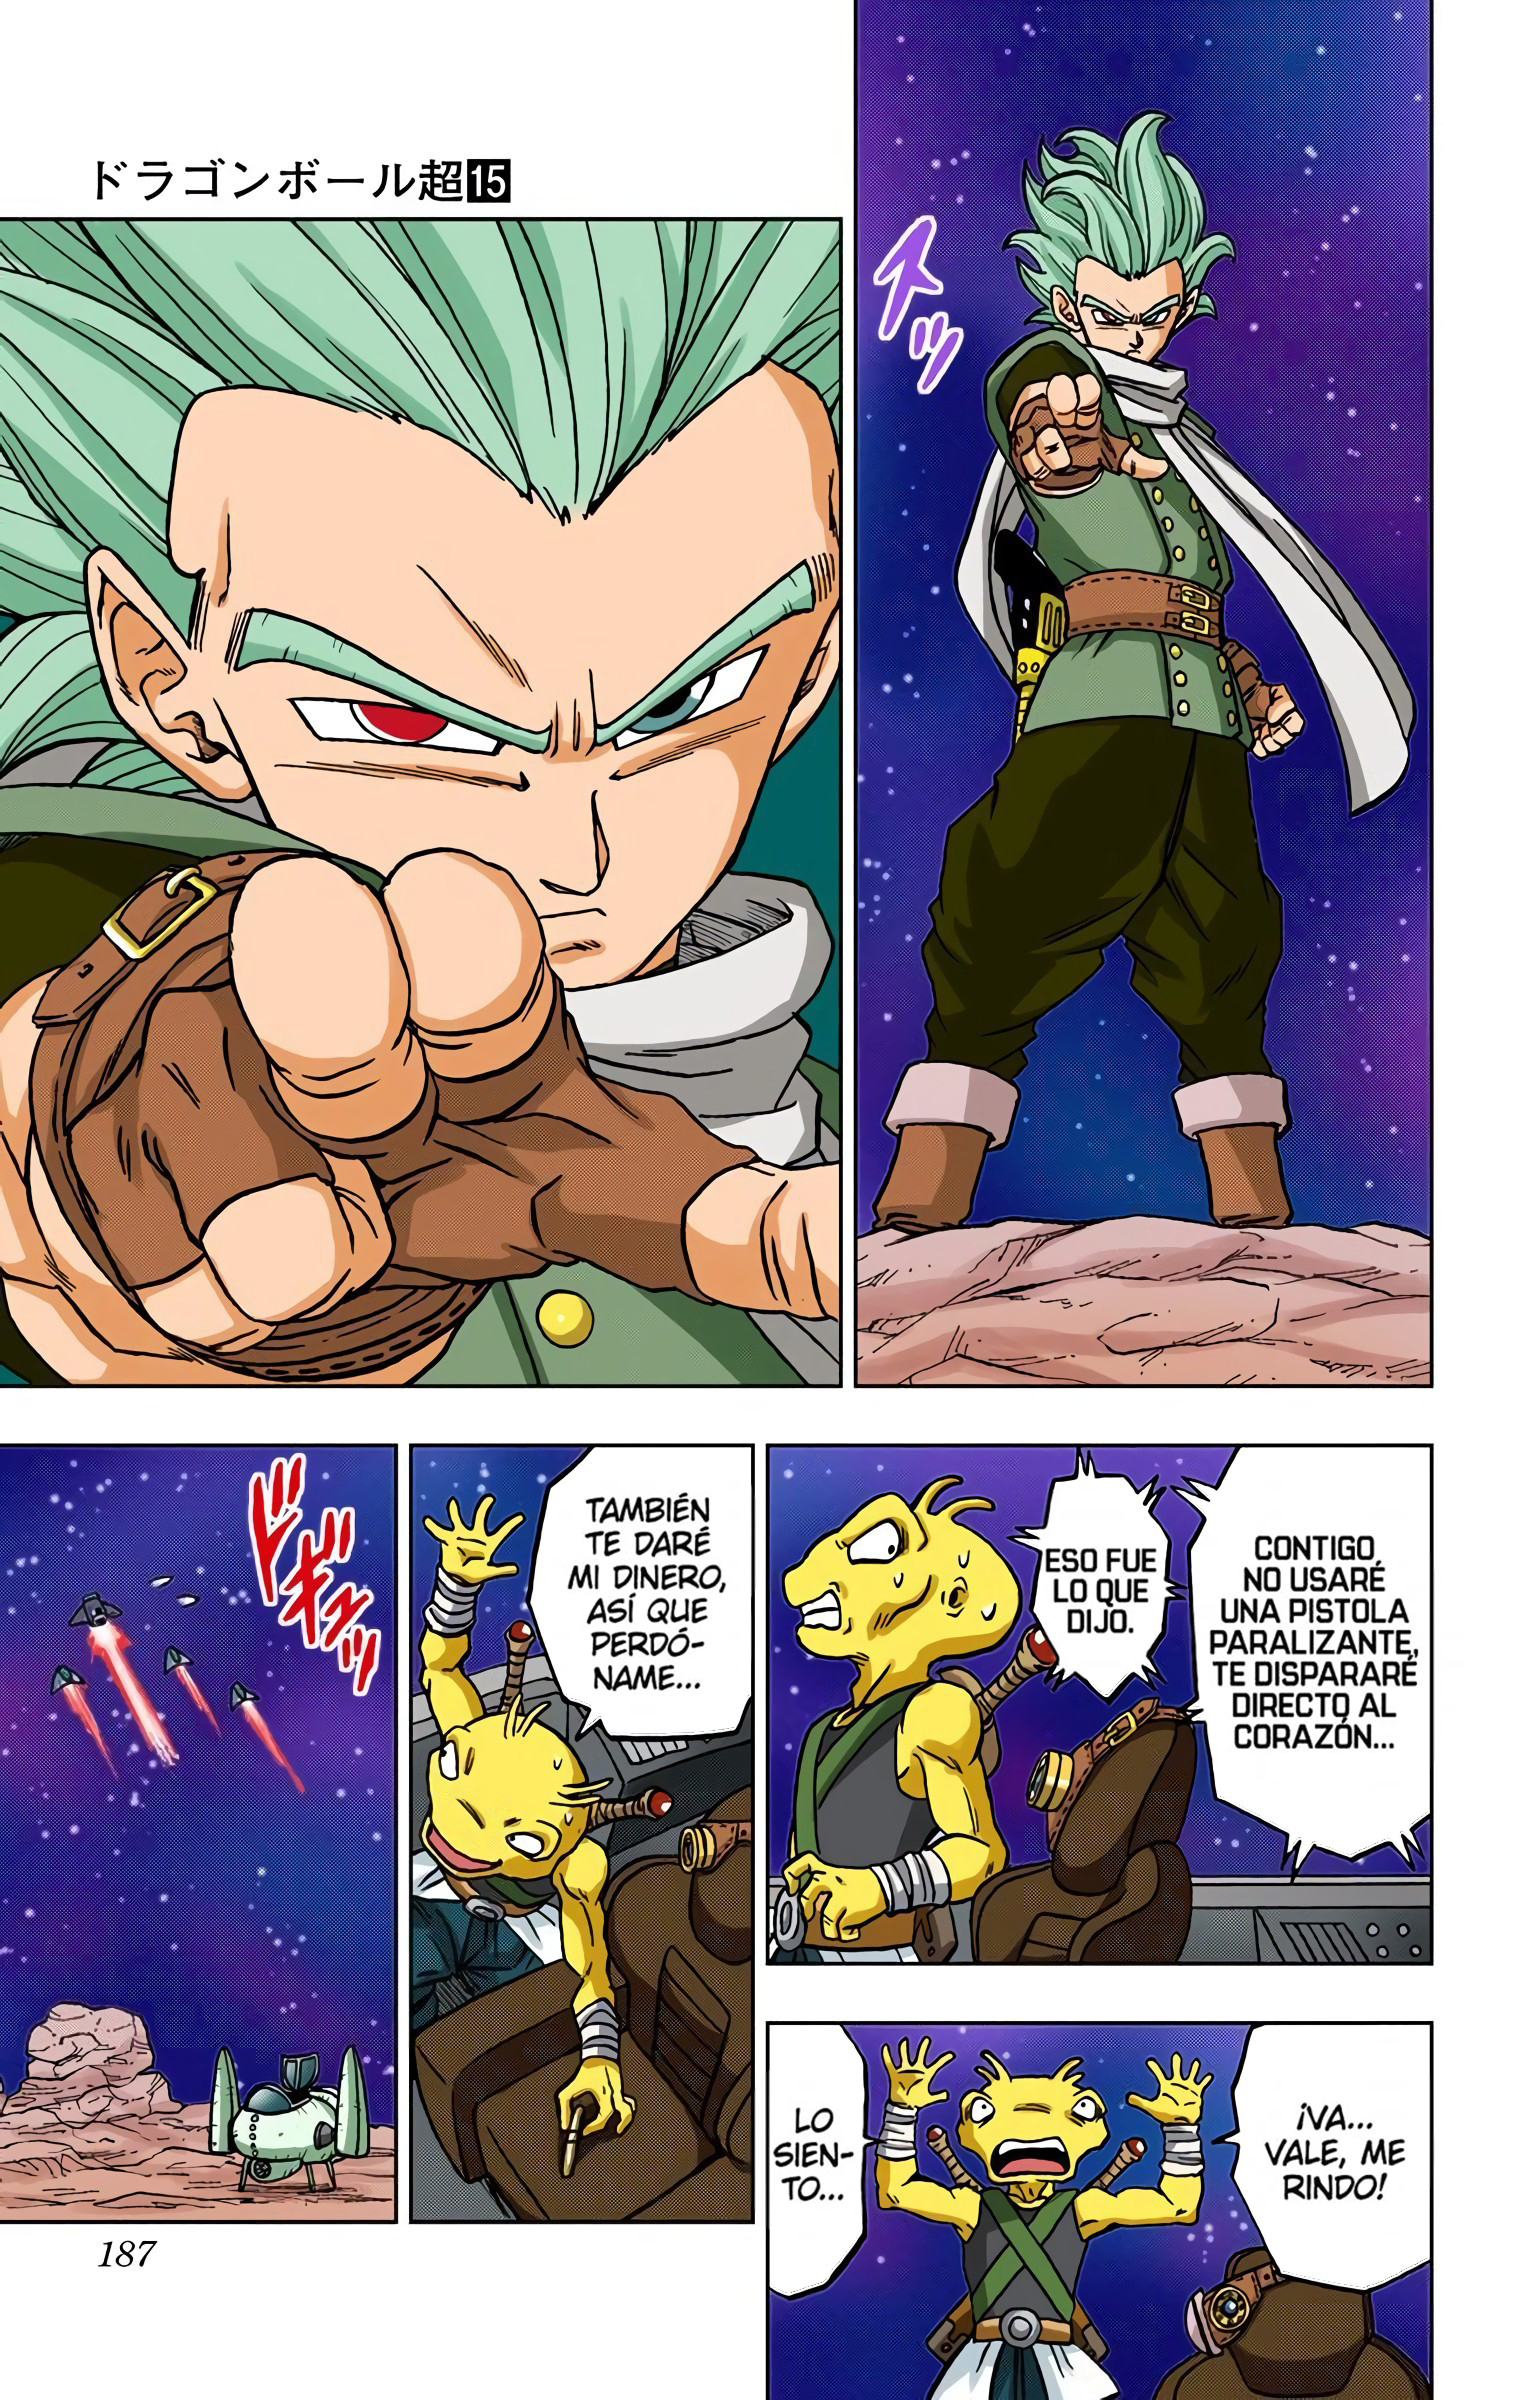 ドラゴンボール超15
スッ
CONTIGO,
NO USARÉ
UNA PISTOLA
PARALIZANTE,
TE DISPARARÉ
DIRECTO AL
CORAZÓN...
ESO FUE
LO QUE
DIJO.
¡VA...
VALE, ME
RINDO!
LO
SIEN-
TO...
TAMBIÉN
TE DARÉ
MI DINERO,
ASÍ QUE
PERDÓ-
NAME...
ドギュッ
187